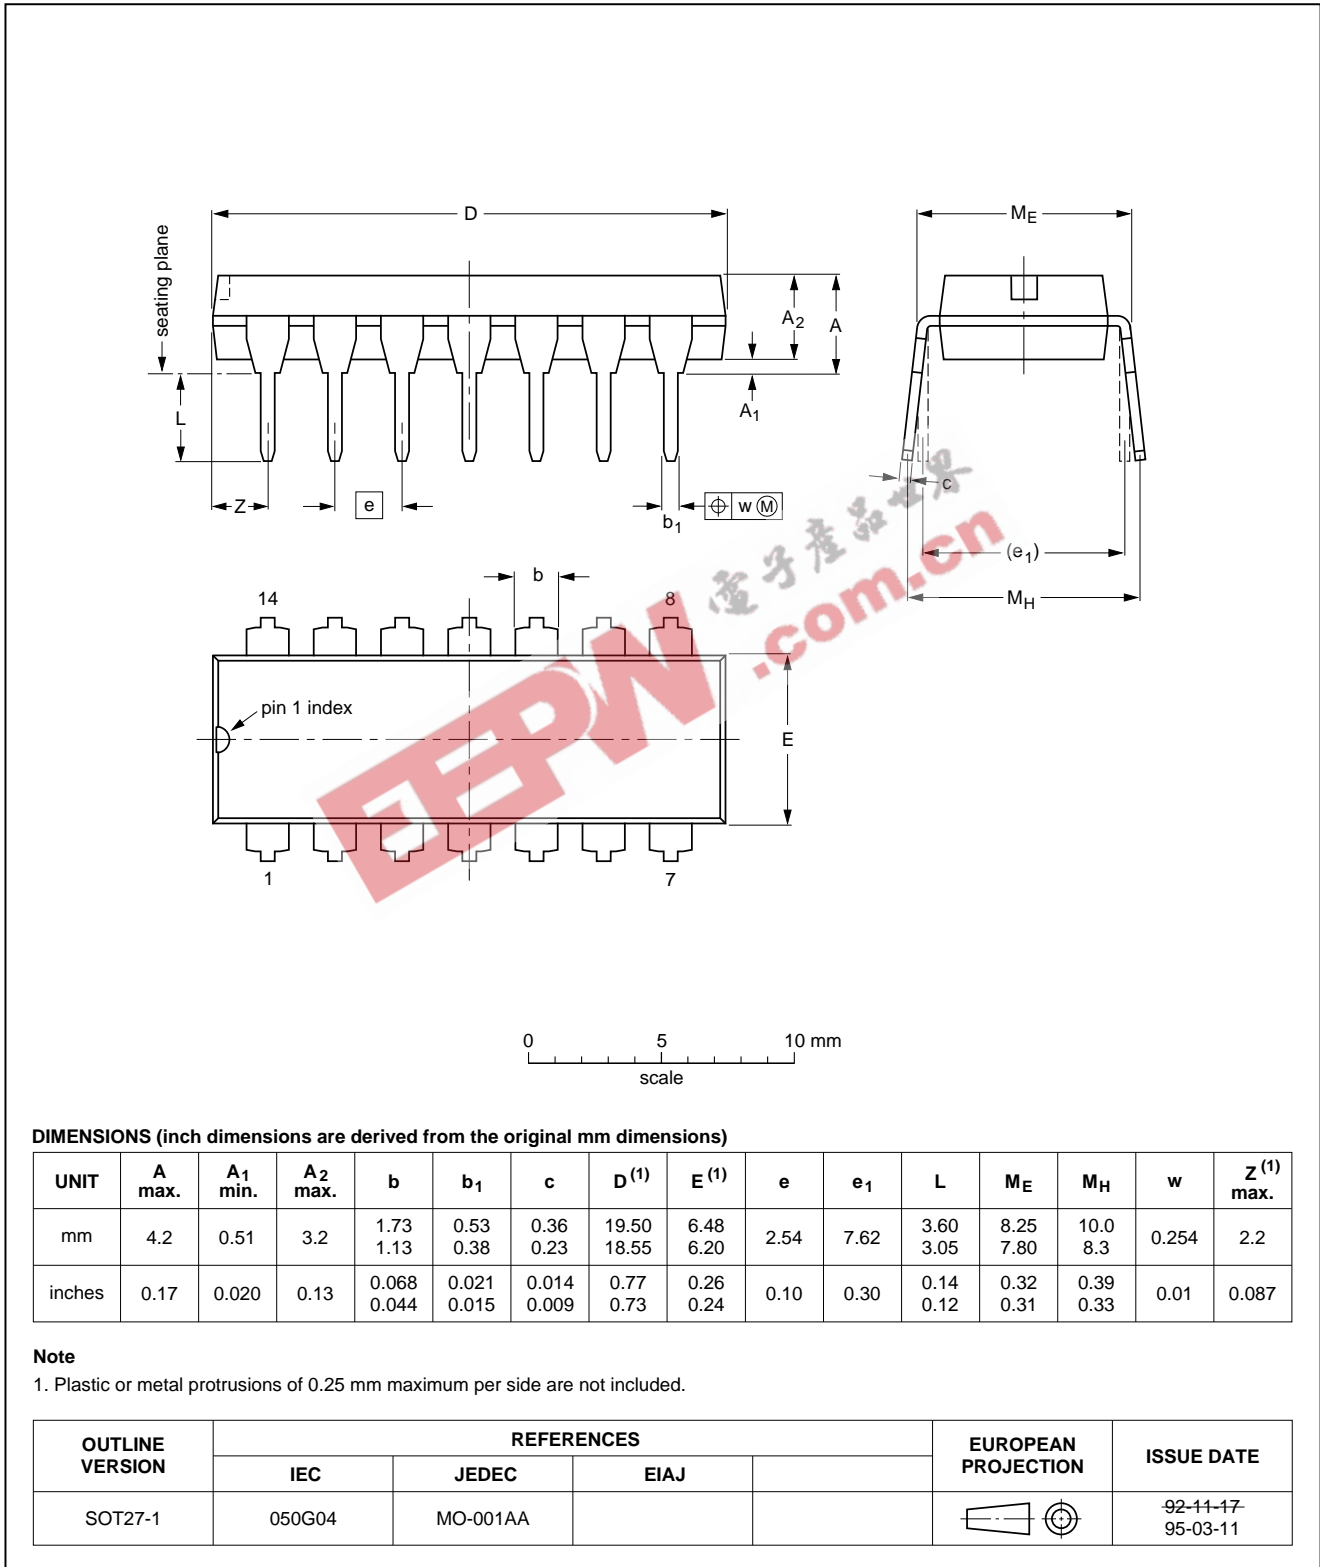 D
ME
seating plane
A2
A
A1
L
Z
e
b1
w M
c
(e1)
MH
b
14
8
pin 1 index
E
1
7
EEPW
電子產品世界
.com.cn
0 5 10 mm
scale
DIMENSIONS (inch dimensions are derived from the original mm dimensions)
UNIT A max. A1 min. A2 max. b b1 c D(1) E(1) e e1 L ME MH w Z(1) max.
mm 4.2 0.51 3.2 1.73 1.13 0.53 0.38 0.36 0.23 19.50 18.55 6.48 6.20 2.54 7.62 3.60 3.05 8.25 7.80 10.0 8.3 0.254 2.2
inches 0.17 0.020 0.13 0.068 0.044 0.021 0.015 0.014 0.009 0.77 0.73 0.26 0.24 0.10 0.30 0.14 0.12 0.32 0.31 0.39 0.33 0.01 0.087
Note
1. Plastic or metal protrusions of 0.25 mm maximum per side are not included.
OUTLINE VERSION REFERENCES EUROPEAN PROJECTION ISSUE DATE
IEC JEDEC EIAJ
SOT27-1 050G04 MO-001AA 92-11-17
95-03-11